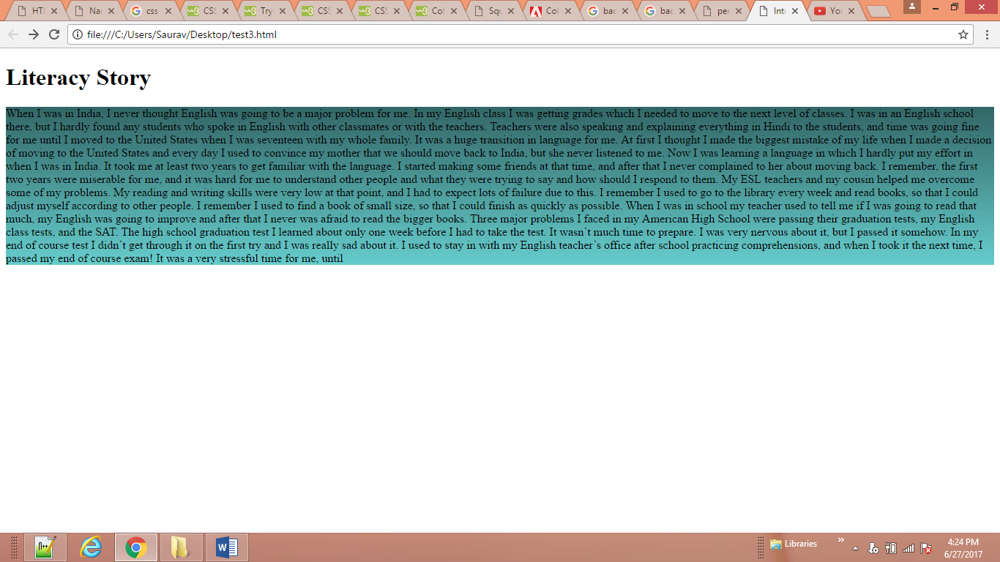 HTI
Nar
css
CSS
Try
CSS
CSS
Col
Squ
Col
bac
bac
per
Intr
You
file:///C:/Users/Saurav/Desktop/test3.html
Literacy Story
When I was in India, I never thought English was going to be a major problem for me. In my English class I was getting grades which I needed to move to the next level of classes. I was in an English school
there, but I hardly found any students who spoke in English with other classmates or with the teachers. Teachers were also speaking and explaining everything in Hindi to the students, and time was going fine
for me until I moved to the United States when I was seventeen with my whole family. It was a huge transition in language for me. At first I thought I made the biggest mistake of my life when I made a decision
of moving to the United States and every day I used to convince my mother that we should move back to India, but she never listened to me. Now I was learning a language in which I hardly put my effort in
when I was in India. It took me at least two years to get familiar with the language. I started making some friends at that time, and after that I never complained to her about moving back. I remember, the first
two years were miserable for me, and it was hard for me to understand other people and what they were trying to say and how should I respond to them. My ESL teachers and my cousin helped me overcome
some of my problems. My reading and writing skills were very low at that point, and I had to expect lots of failure due to this. I remember I used to go to the library every week and read books, so that I could
adjust myself according to other people. I remember I used to find a book of small size, so that I could finish as quickly as possible. When I was in school my teacher used to tell me if I was going to read that
much, my English was going to improve and after that I never was afraid to read the bigger books. Three major problems I faced in my American High School were passing their graduation tests, my English
class tests, and the SAT. The high school graduation test I learned about only one week before I had to take the test. It wasn’t much time to prepare. I was very nervous about it, but I passed it somehow. In my
end of course test I didn’t get through it on the first try and I was really sad about it. I used to stay in with my English teacher’s office after school practicing comprehensions, and when I took it the next time, I
passed my end of course exam! It was a very stressful time for me, until
Libraries
4:24 PM
6/27/2017